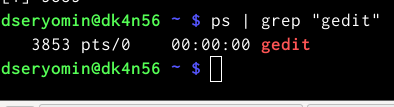 dseryomin@dk4n56 ~ $ ps | grep "gedit"
3853 pts/0    00:00:00 gedit
dseryomin@dk4n56 ~ $